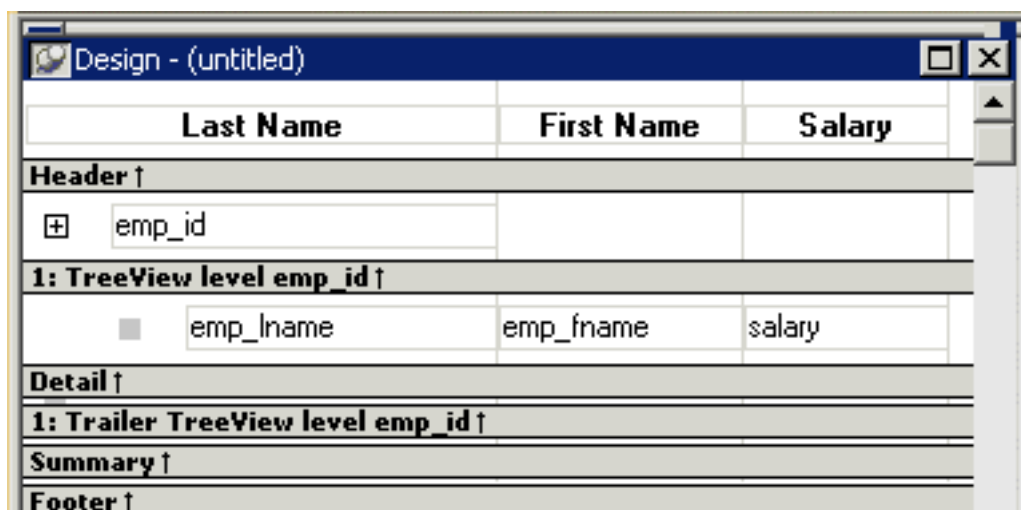 Design - (untitled)
Last Name First Name Salary
Header ↑
emp_id
1: TreeView level emp_id ↑
emp_lname emp_fname salary
Detail ↑
1: Trailer TreeView level emp_id ↑
Summary ↑
Footer ↑